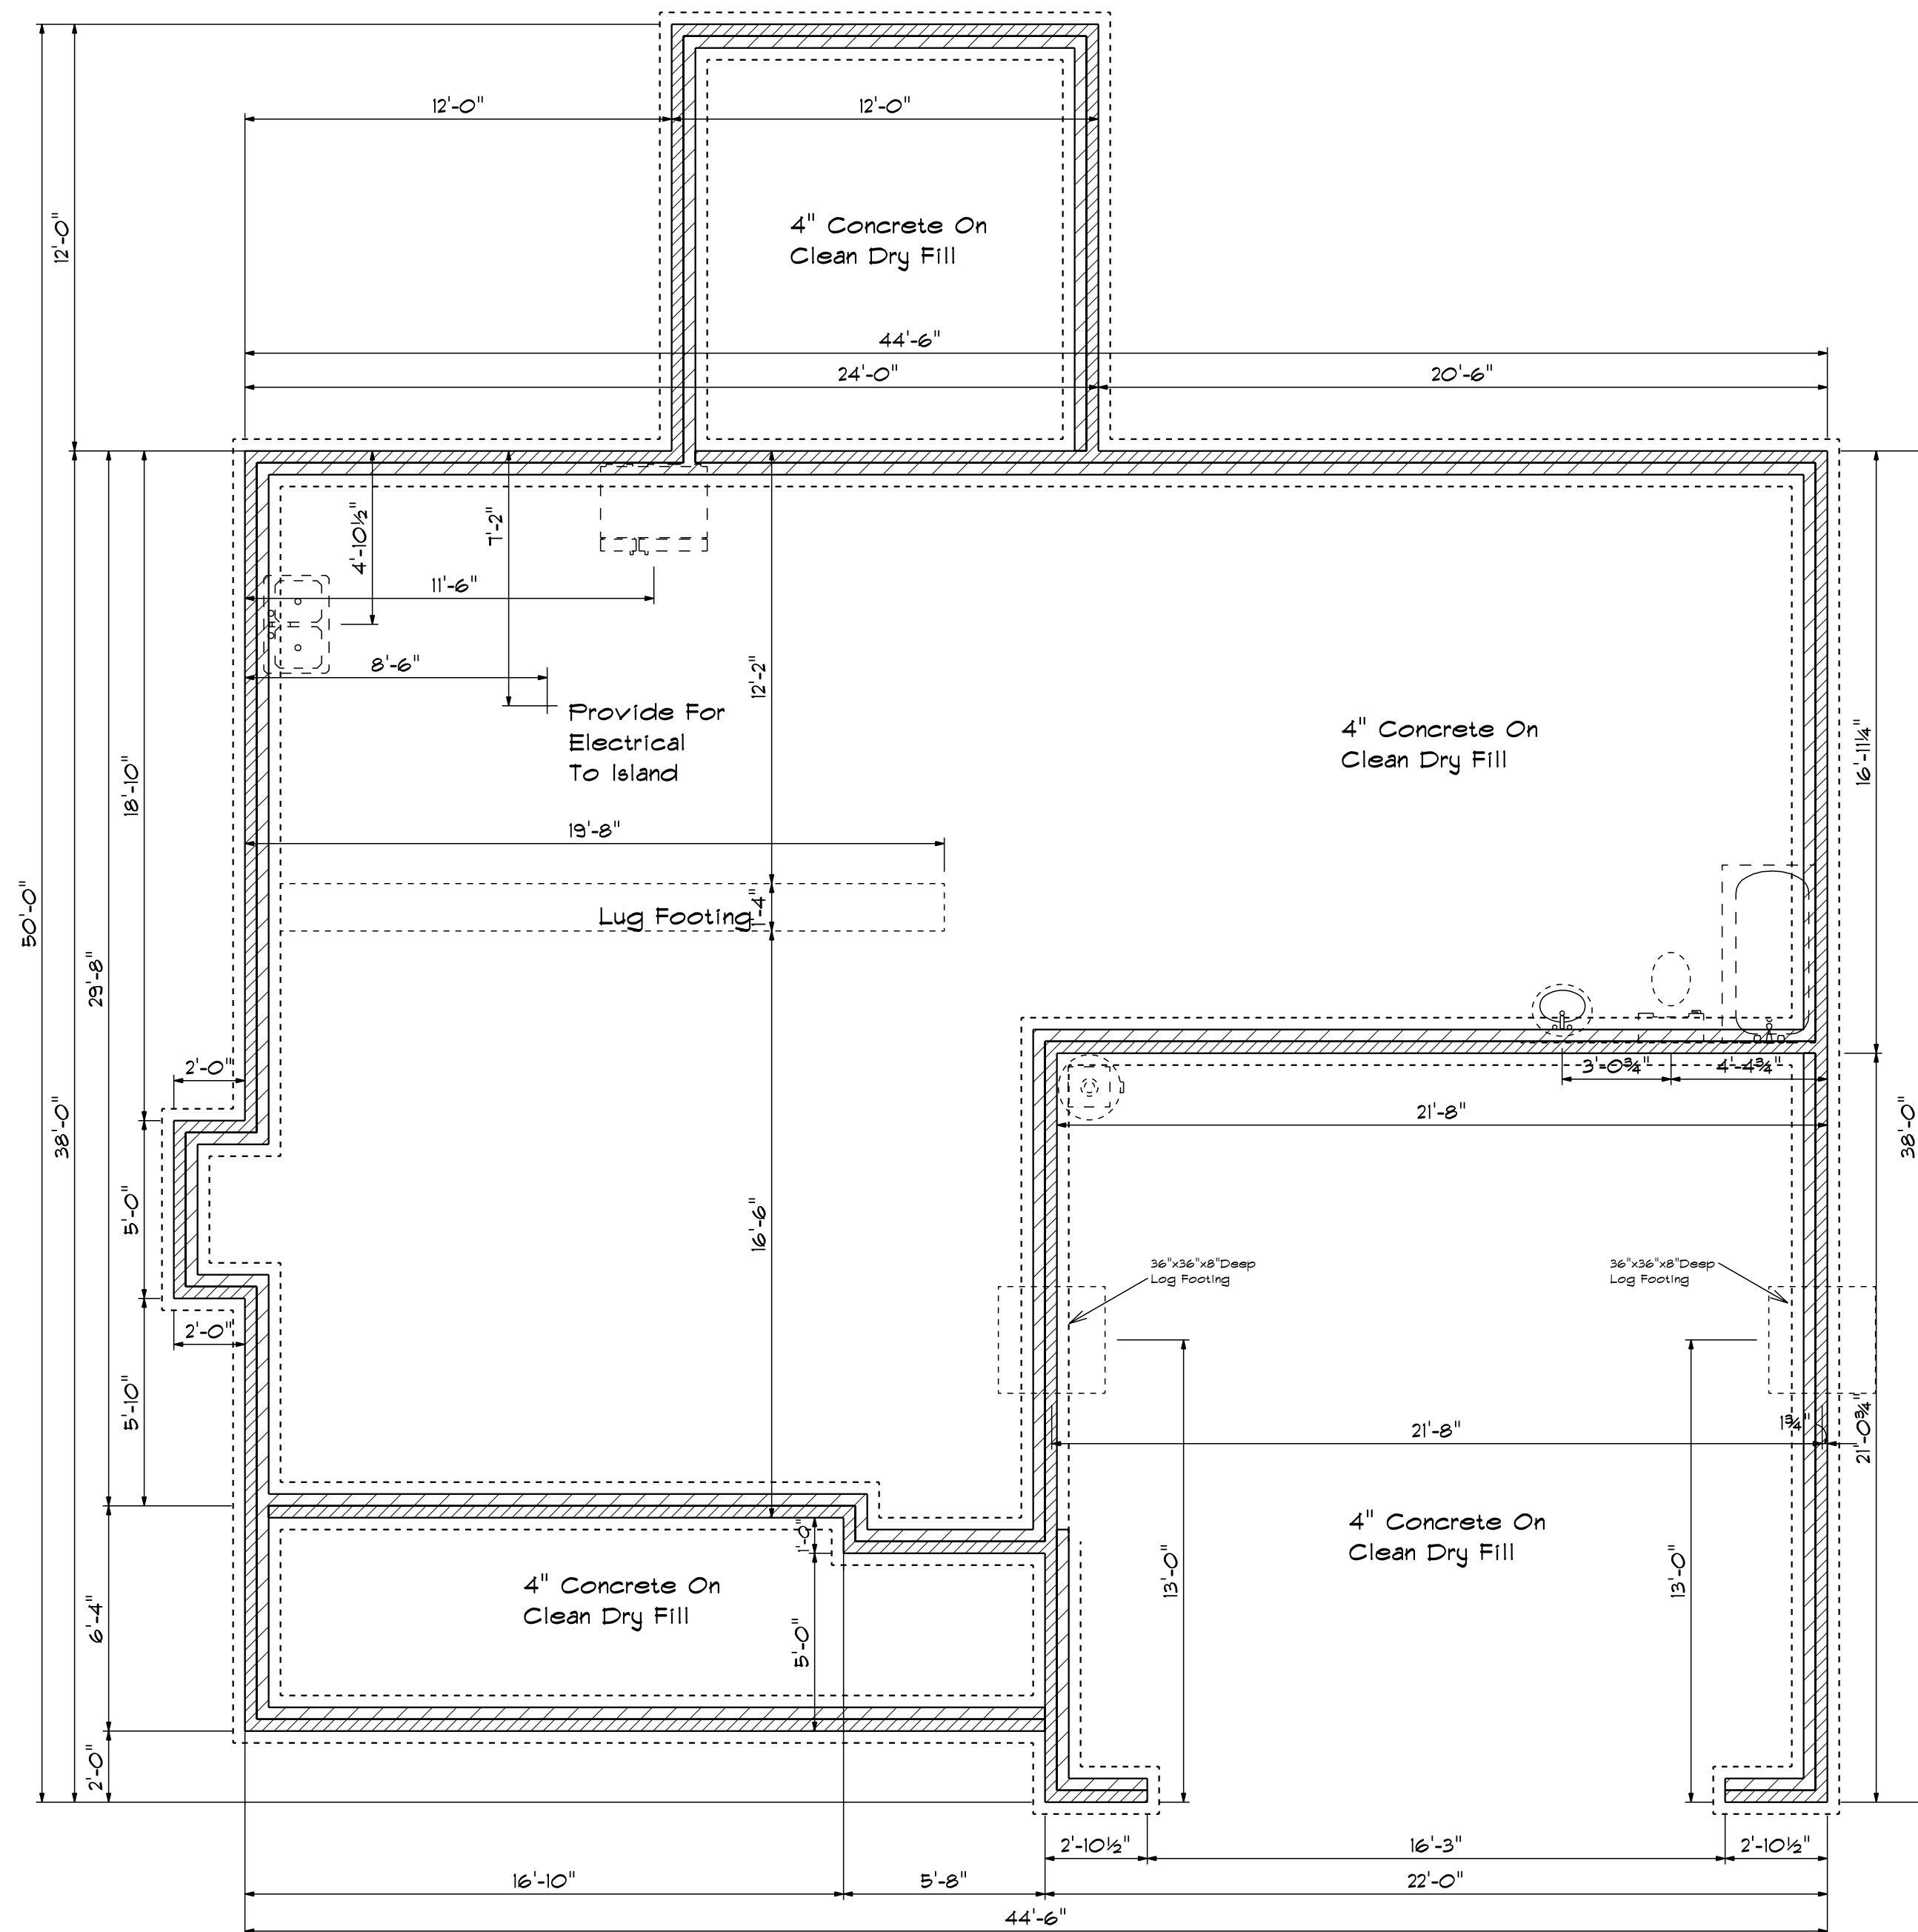 12'-0"
12'-0"
12'-0"
4" Concrete On
Clean Dry Fill
44'-6"
24'-0"
20'-6"
4'-10½"
7'-2"
11'-6"
8'-6"
12'-2"
Provide For
Electrical
To Island
4" Concrete On
Clean Dry Fill
16'-11¼"
18'-10"
19'-8"
50'-0"
Lug Footing
1'-4"
29'-8"
38'-0"
2'-0"
3'-0¾"
4'-4¾"
21'-8"
38'-0"
5'-0"
16'-6"
36"x36"x8"Deep
Log Footing
36"x36"x8"Deep
Log Footing
2'-0"
5'-10"
21'-8"
1¾"
21'-0¾"
1'-0"
4" Concrete On
Clean Dry Fill
13'-0"
13'-0"
4" Concrete On
Clean Dry Fill
6'-4"
5'-0"
2'-0"
2'-10½"
16'-3"
2'-10½"
16'-10"
5'-8"
22'-0"
44'-6"